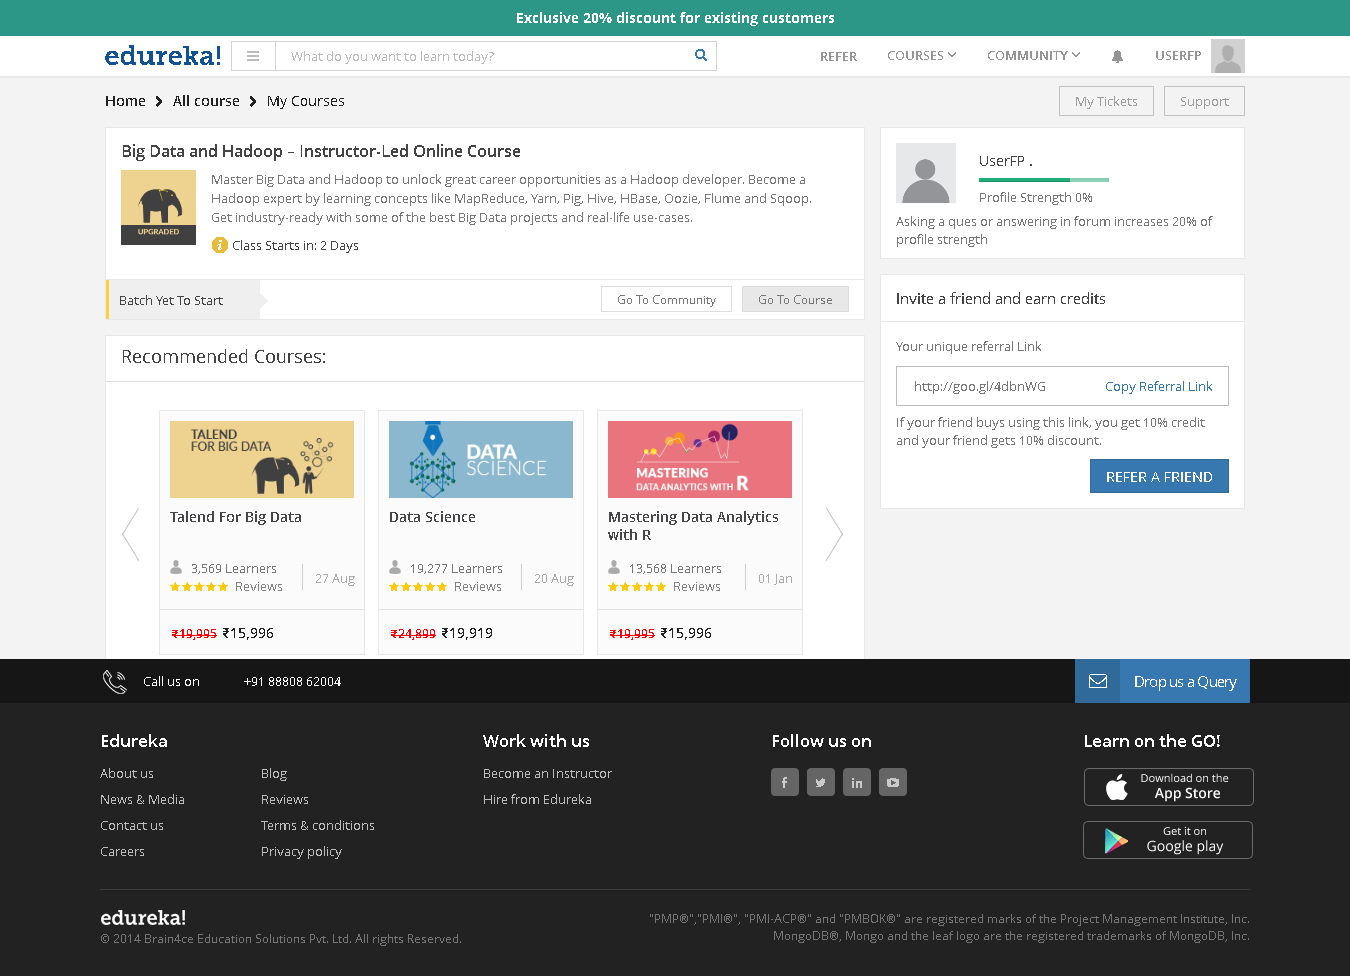 Exclusive 20% discount for existing customers
edureka!
What do you want to learn today?
REFER
COURSES
COMMUNITY
USERFP
Home > All course > My Courses
My Tickets
Support
Big Data and Hadoop – Instructor-Led Online Course
UPGRADED
Master Big Data and Hadoop to unlock great career opportunities as a Hadoop developer. Become a
Hadoop expert by learning concepts like MapReduce, Yarn, Pig, Hive, HBase, Oozie, Flume and Sqoop.
Get industry-ready with some of the best Big Data projects and real-life use-cases.
i Class Starts in: 2 Days
Batch Yet To Start
Go To Community
Go To Course
UserFP .
Profile Strength 0%
Asking a ques or answering in forum increases 20% of
profile strength
Invite a friend and earn credits
Your unique referral Link
http://goo.gl/4dbnWG
Copy Referral Link
If your friend buys using this link, you get 10% credit
and your friend gets 10% discount.
REFER A FRIEND
Recommended Courses:
TALEND
FOR BIG DATA
Talend For Big Data
3,569 Learners
Reviews
27 Aug
₹19,995 ₹15,996
DATA
SCIENCE
Data Science
19,277 Learners
Reviews
20 Aug
₹24,899 ₹19,919
MASTERING
DATA ANALYTICS WITH R
Mastering Data Analytics
with R
13,568 Learners
Reviews
01 Jan
₹19,995 ₹15,996
Call us on
+91 88808 62004
Drop us a Query
Edureka
About us
News & Media
Contact us
Careers
Blog
Reviews
Terms & conditions
Privacy policy
Work with us
Become an Instructor
Hire from Edureka
Follow us on
Learn on the GO!
Download on the
App Store
Get it on
Google play
edureka!
© 2014 Brain4ce Education Solutions Pvt. Ltd. All rights Reserved.
"PMP®","PMI®", "PMI-ACP®" and "PMBOK®" are registered marks of the Project Management Institute, Inc.
MongoDB®, Mongo and the leaf logo are the registered trademarks of MongoDB, Inc.